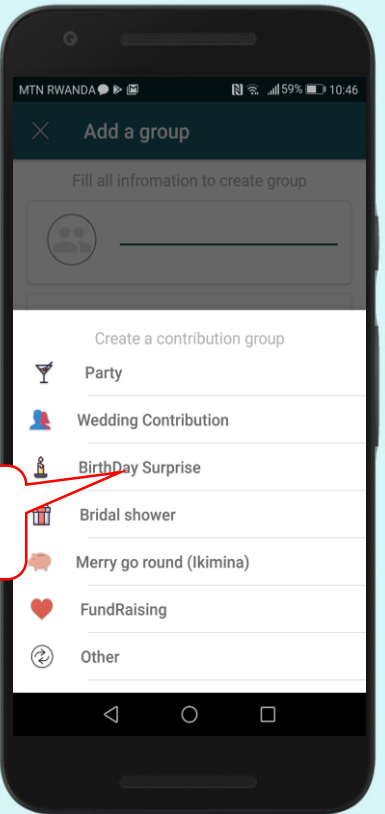 MTN RWANDA 59% 10:46
Add a group
Fill all infromation to create group
Create a contribution group
Party
Wedding Contribution
BirthDay Surprise
Bridal shower
Merry go round (Ikimina)
FundRaising
Other